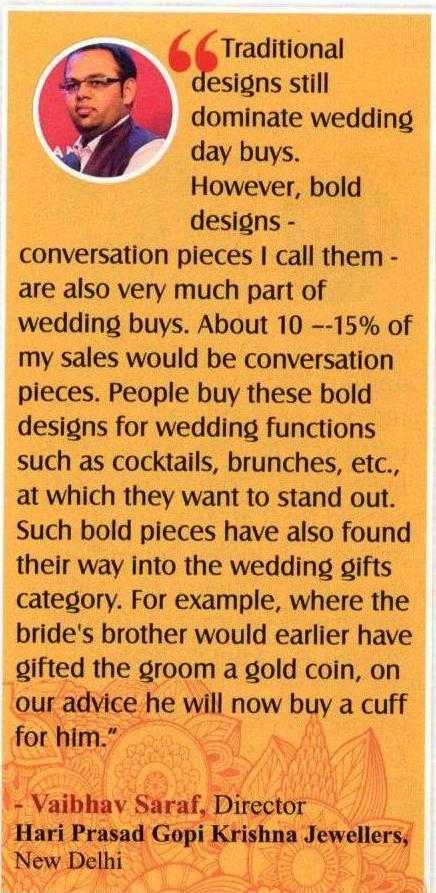 “Traditional
designs still
dominate wedding
day buys.
However, bold
designs -
conversation pieces I call them -
are also very much part of
wedding buys. About 10 –-15% of
my sales would be conversation
pieces. People buy these bold
designs for wedding functions
such as cocktails, brunches, etc.,
at which they want to stand out.
Such bold pieces have also found
their way into the wedding gifts
category. For example, where the
bride's brother would earlier have
gifted the groom a gold coin, on
our advice he will now buy a cuff
for him.”
- Vaibhav Saraf, Director
Hari Prasad Gopi Krishna Jewellers,
New Delhi